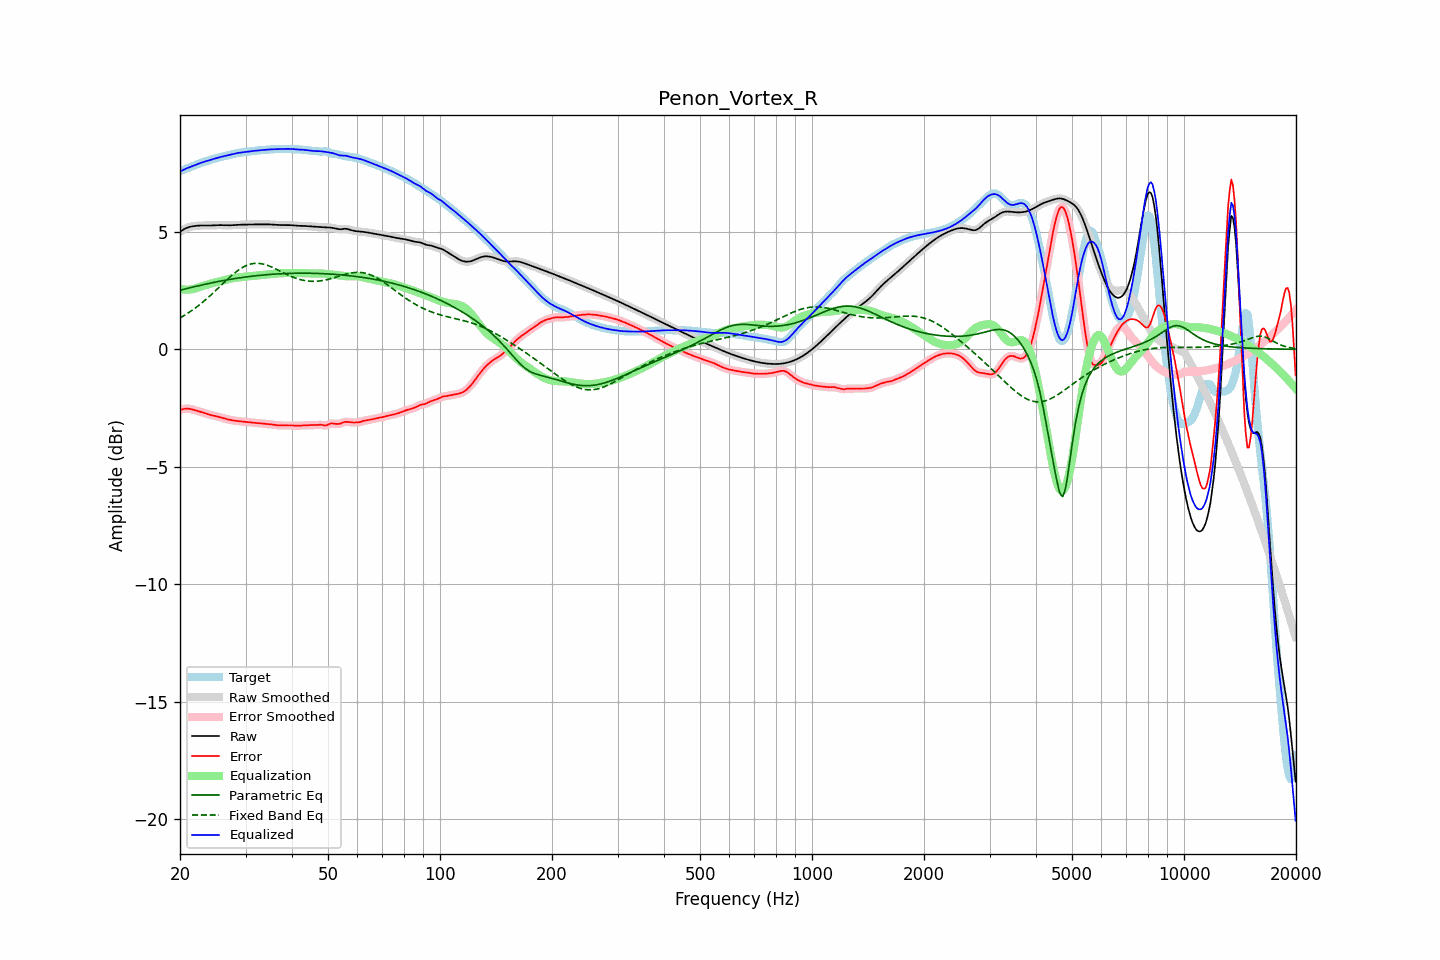 Penon_Vortex_R
Amplitude (dBr)
5
0
−5
−10
−15
−20
Target
Raw Smoothed
Error Smoothed
Raw
Error
Equalization
Parametric Eq
Fixed Band Eq
Equalized
20 50 100 200 500 1000 2000 5000 10000 20000
Frequency (Hz)